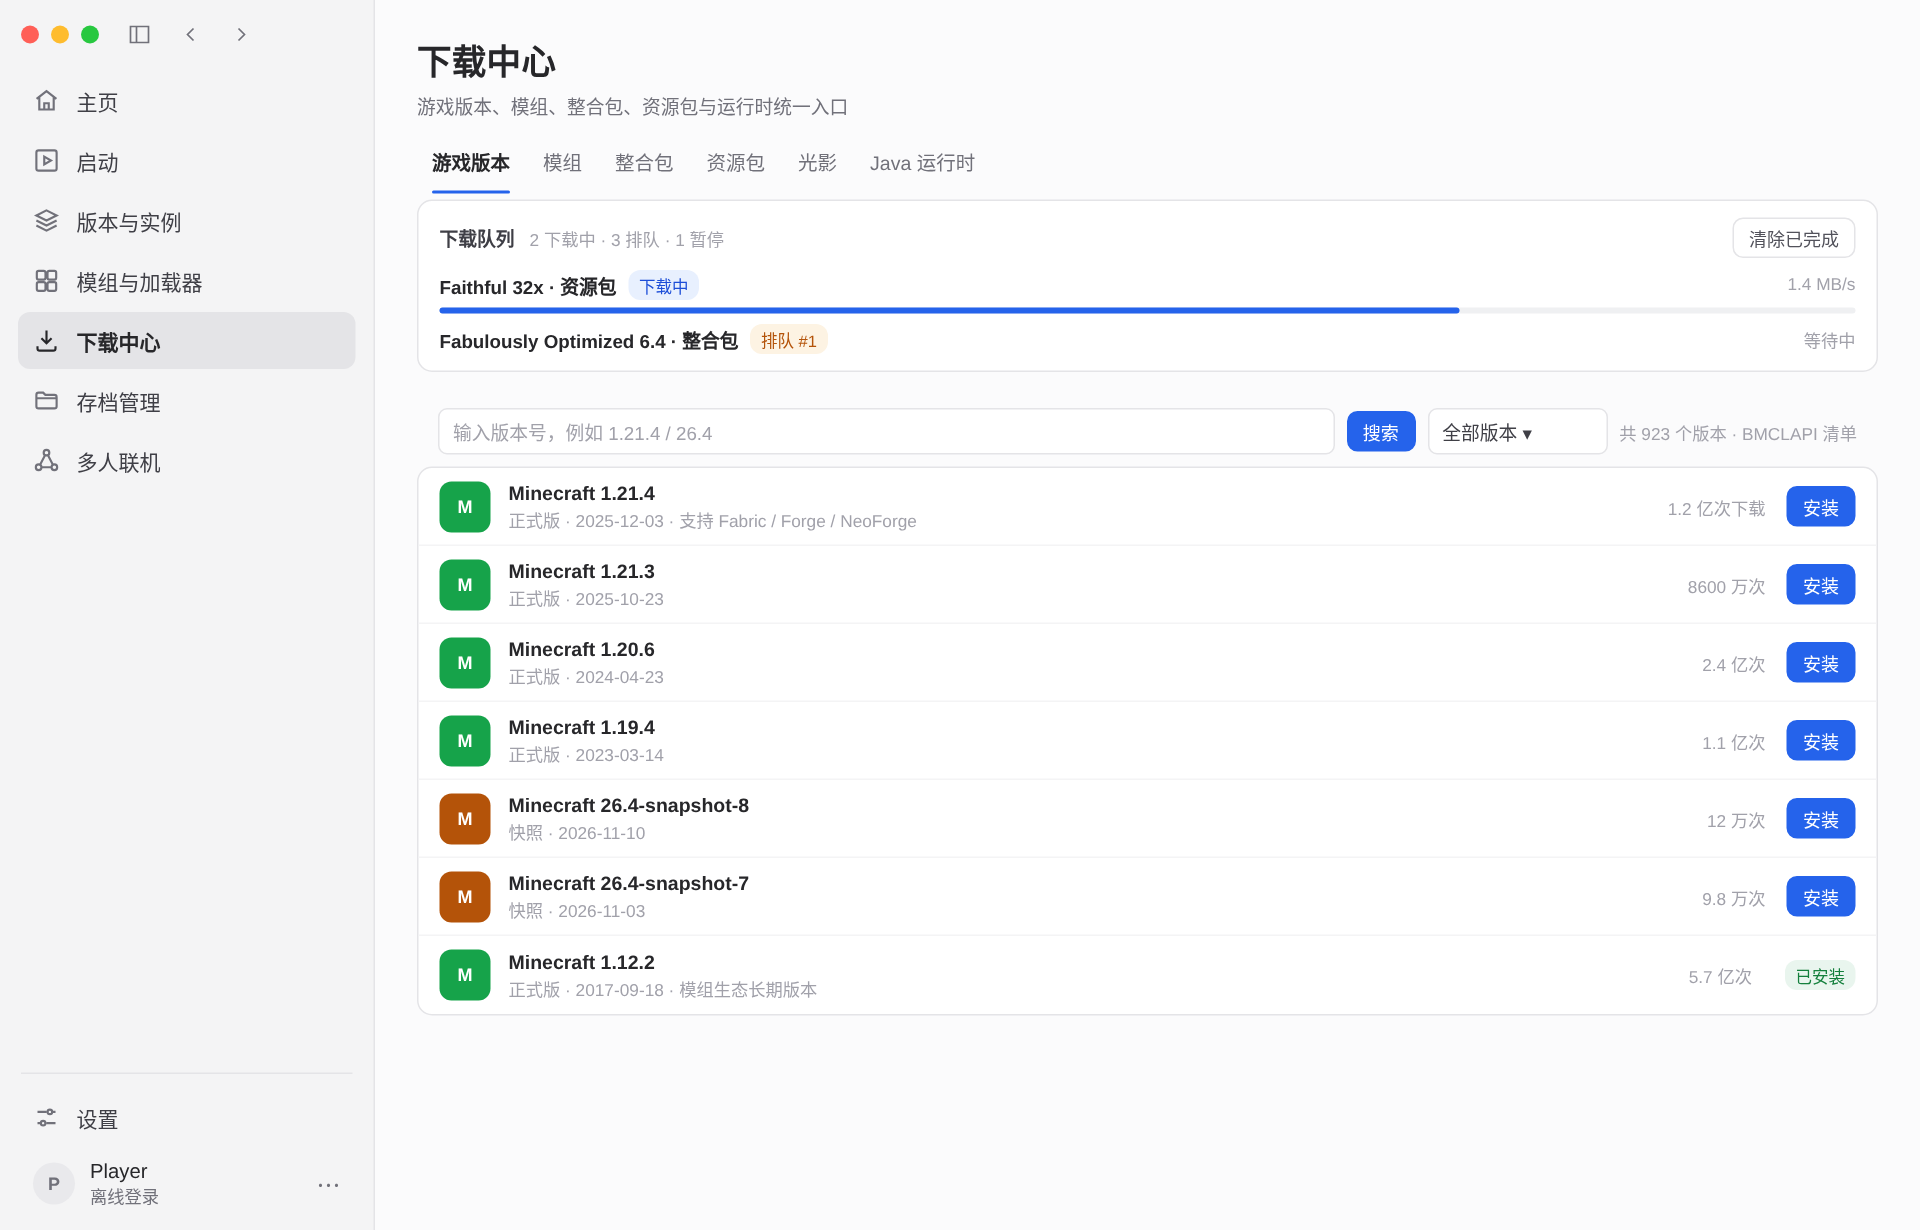 主页
启动
版本与实例
模组与加载器
下载中心
存档管理
多人联机
设置
P
Player
离线登录
下载中心
游戏版本、模组、整合包、资源包与运行时统一入口
游戏版本 模组 整合包 资源包 光影 Java 运行时
下载队列 2 下载中 · 3 排队 · 1 暂停 清除已完成
Faithful 32x · 资源包 下载中 1.4 MB/s
Fabulously Optimized 6.4 · 整合包 排队 #1 等待中
输入版本号，例如 1.21.4 / 26.4 搜索 全部版本 ▾ 共 923 个版本 · BMCLAPI 清单
M
Minecraft 1.21.4
正式版 · 2025-12-03 · 支持 Fabric / Forge / NeoForge
1.2 亿次下载 安装
M
Minecraft 1.21.3
正式版 · 2025-10-23
8600 万次 安装
M
Minecraft 1.20.6
正式版 · 2024-04-23
2.4 亿次 安装
M
Minecraft 1.19.4
正式版 · 2023-03-14
1.1 亿次 安装
M
Minecraft 26.4-snapshot-8
快照 · 2026-11-10
12 万次 安装
M
Minecraft 26.4-snapshot-7
快照 · 2026-11-03
9.8 万次 安装
M
Minecraft 1.12.2
正式版 · 2017-09-18 · 模组生态长期版本
5.7 亿次 已安装